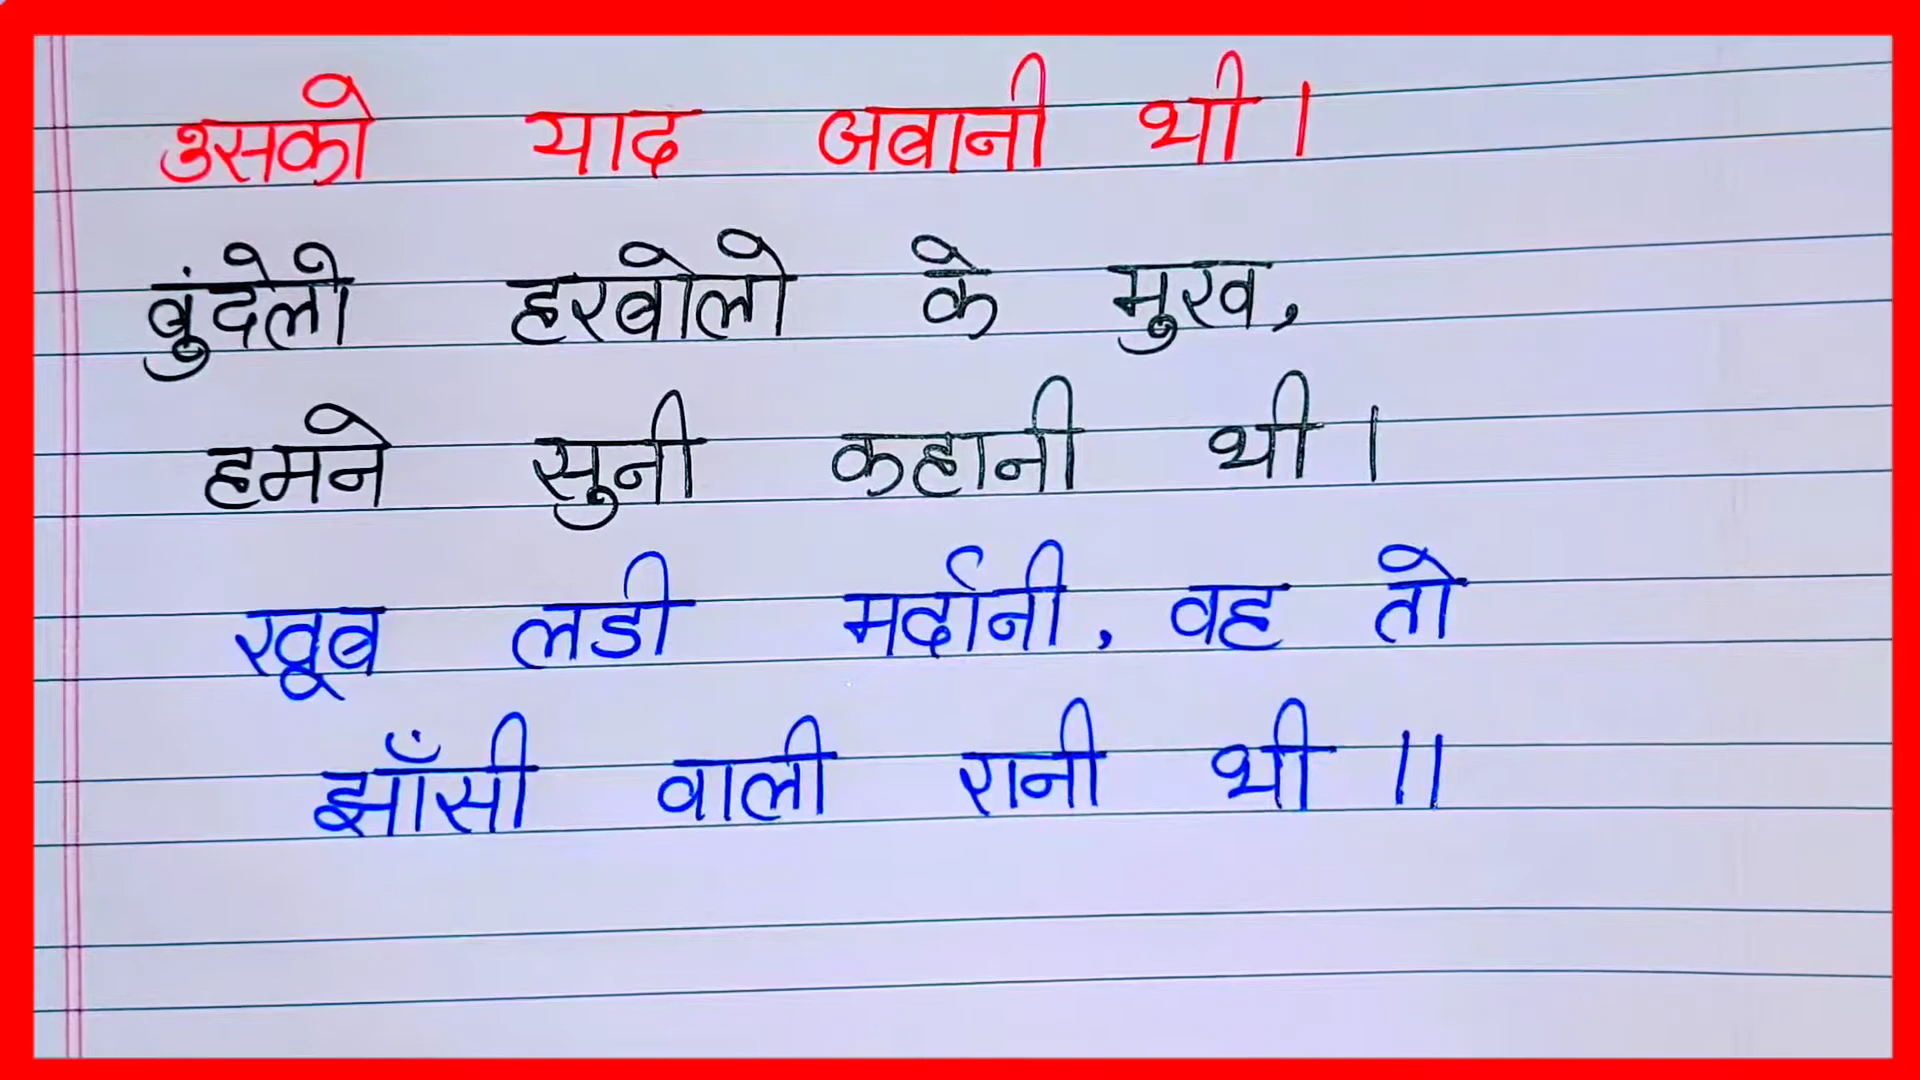 उसको याद जबानी थी।
बुंदेलो हरबोलो के मुख,
हमने सुनी कहानी थी।
खूब लडी मर्दानी, वह तो
झाँसी वाली रानी थी ॥